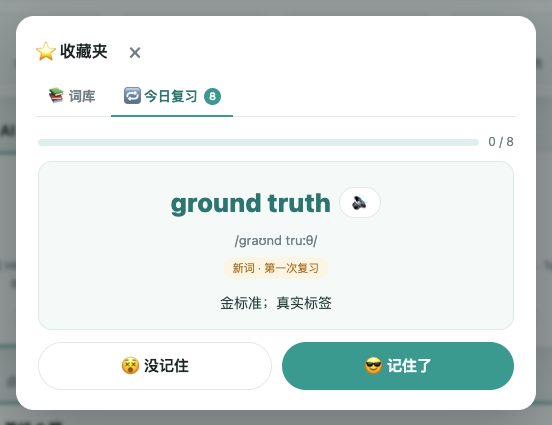 ⭐ 收藏夹 ×
📚 词库 🔁 今日复习 8
0 / 8
ground truth 🔈
/ɡraʊnd truːθ/
新词 · 第一次复习
金标准；真实标签
😵 没记住 😎 记住了